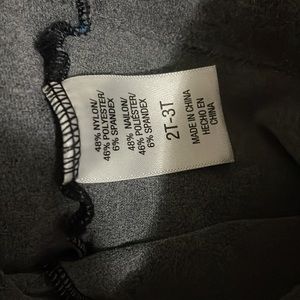 48% NYLON/
46% POLYESTER/
6% SPANDEX
48% NAILON/
46% POLIÉSTER/
6% SPANDEX
2T-3T
MADE IN CHINA
HECHO EN
CHINA